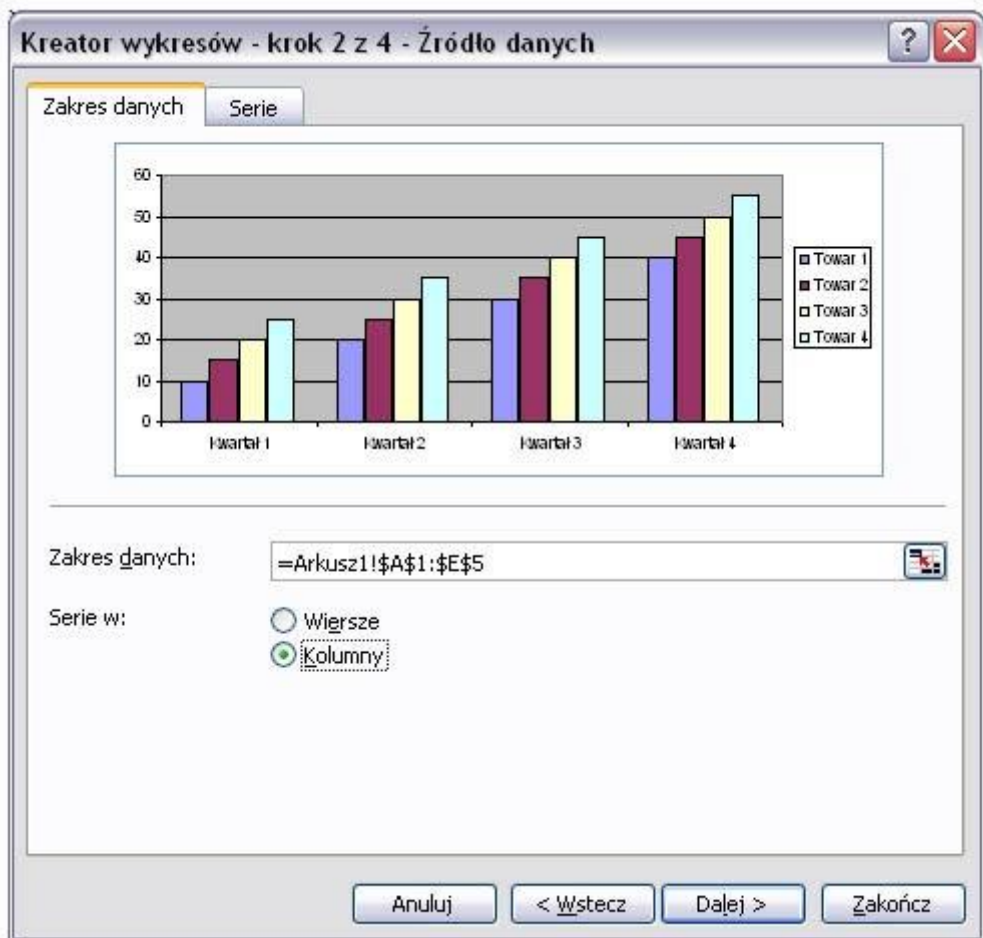 Kreator wykresów - krok 2 z 4 - Źródło danych
Zakres danych
Serie
60
50
40
30
20
10
0
Kwartał 1
Kwartał 2
Kwartał 3
Kwartał 4
Towar 1
Towar 2
Towar 3
Towar 4
Zakres danych:
=Arkusz1!$A$1:$E$5
Serie w:
Wiersze
Kolumny
Anuluj
< Wstecz
Dalej >
Zakończ